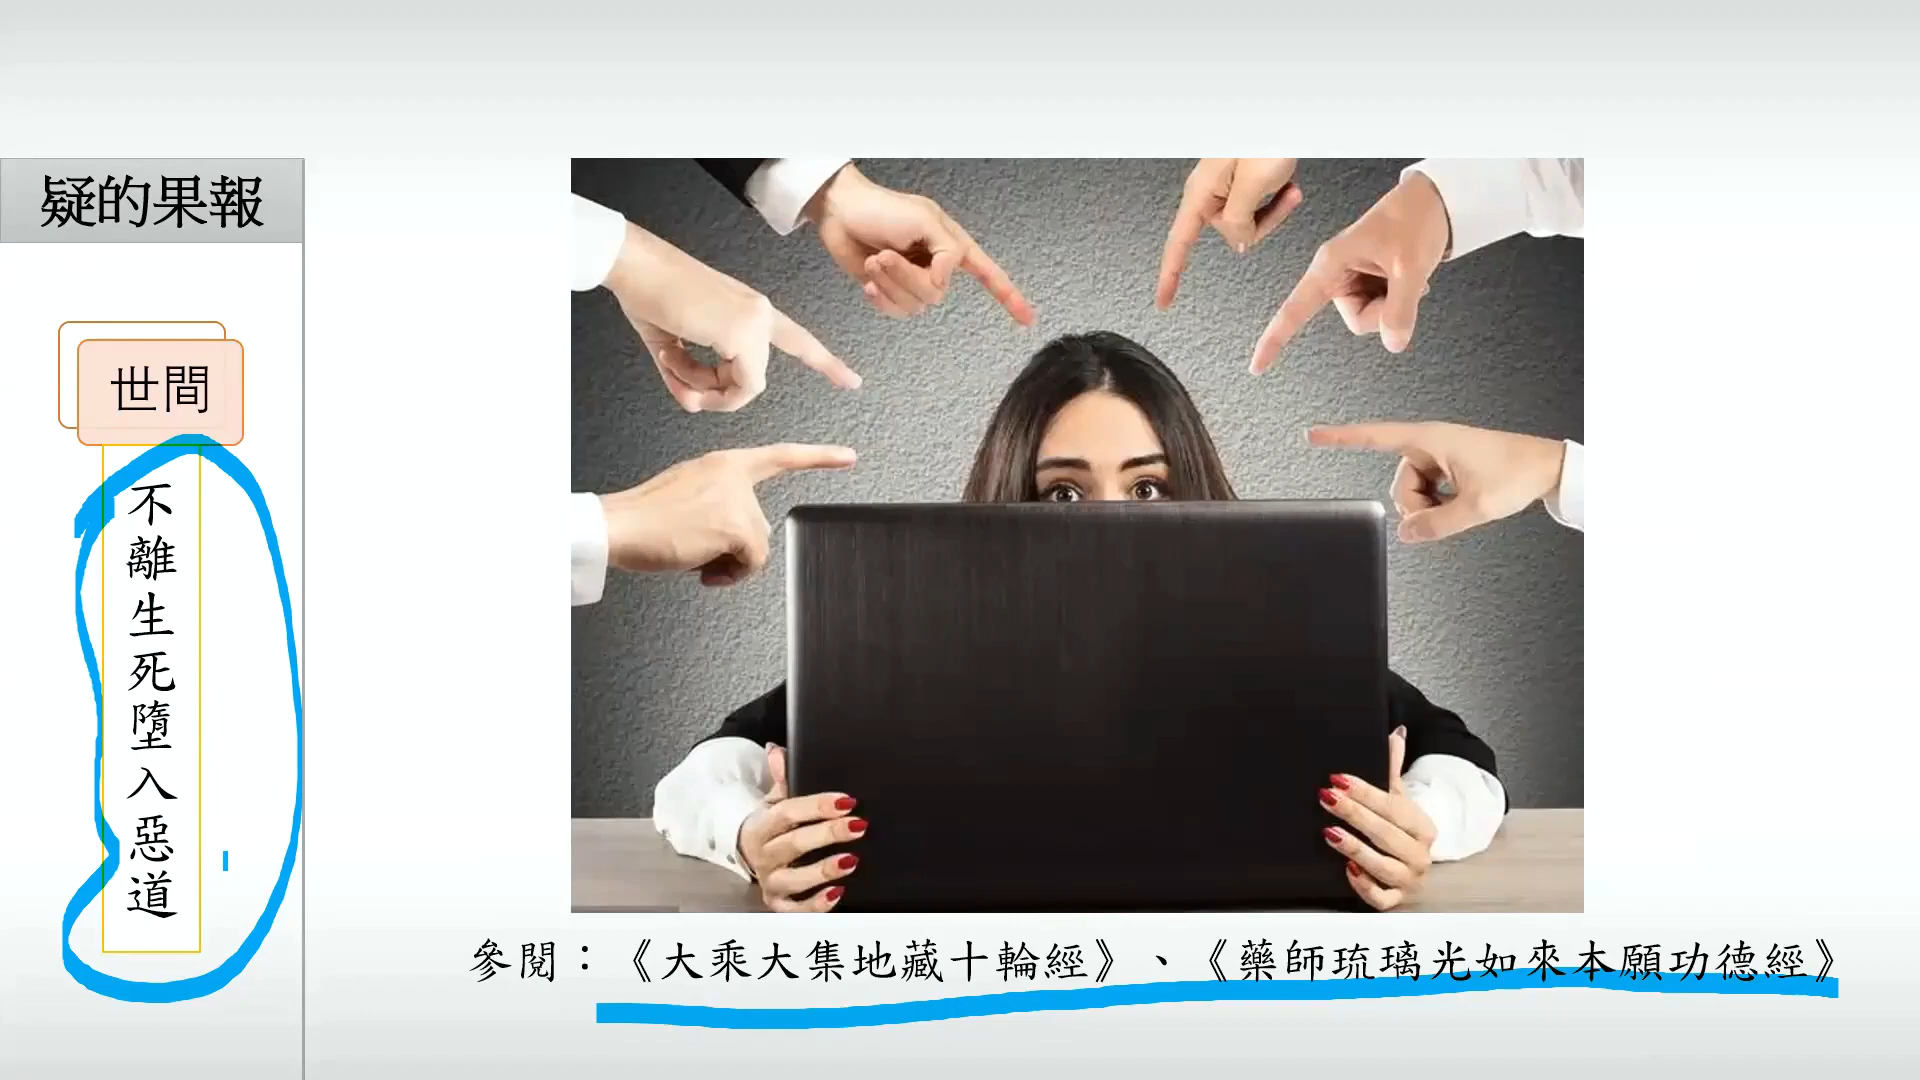 疑的果報
世間
不離生死墮入惡道
參閱：《大乘大集地藏十輪經》、《藥師琉璃光如來本願功德經》